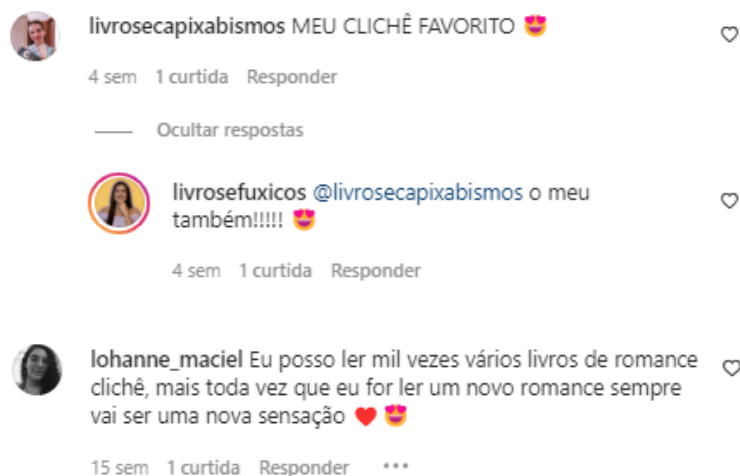 livrosecapixabismos MEU CLICHÊ FAVORITO 😍
4 sem 1 curtida Responder
Ocultar respostas
livrosefuxicos @livrosecapixabismos o meu
também!!!!! 😍
4 sem 1 curtida Responder
lohanne_maciel Eu posso ler mil vezes vários livros de romance
clichê, mais toda vez que eu for ler um novo romance sempre
vai ser uma nova sensação ❤️ 😍
15 sem 1 curtida Responder •••